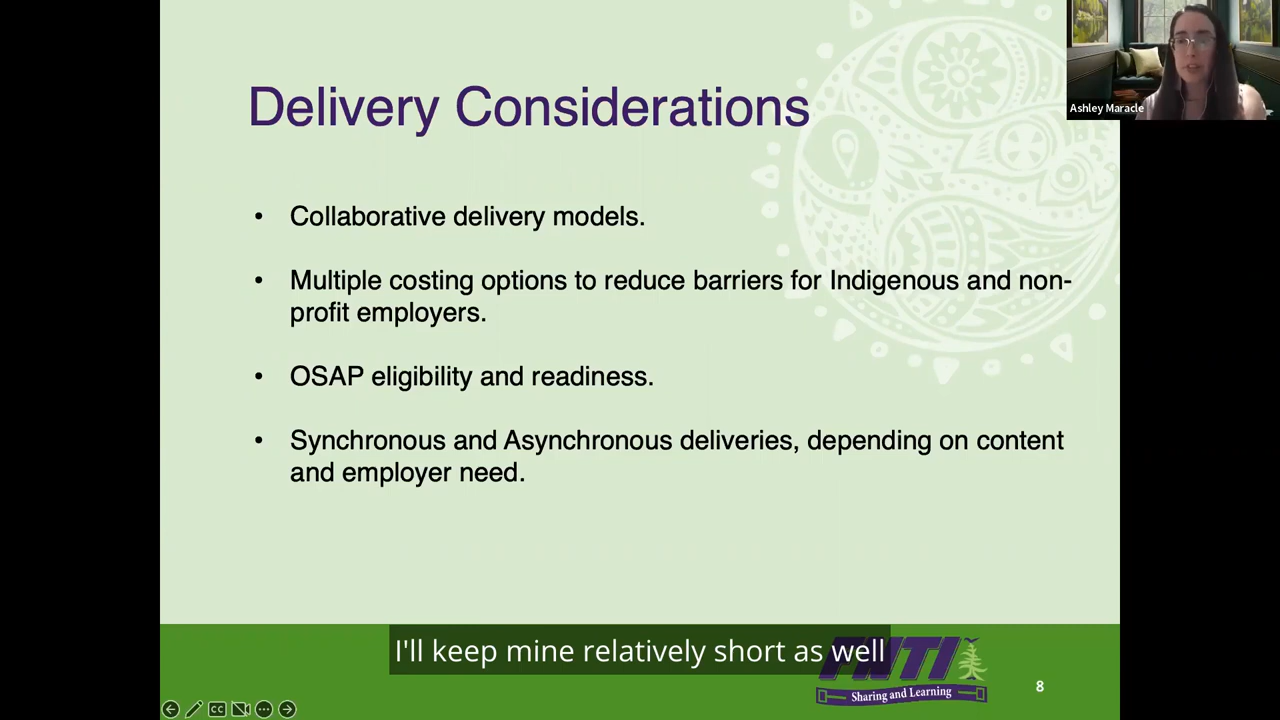 Delivery Considerations
Ashley Maracle
• Collaborative delivery models.
• Multiple costing options to reduce barriers for Indigenous and non-
profit employers.
• OSAP eligibility and readiness.
• Synchronous and Asynchronous deliveries, depending on content
and employer need.
I'll keep mine relatively short as well
FNTI
Sharing and Learning
8
CC